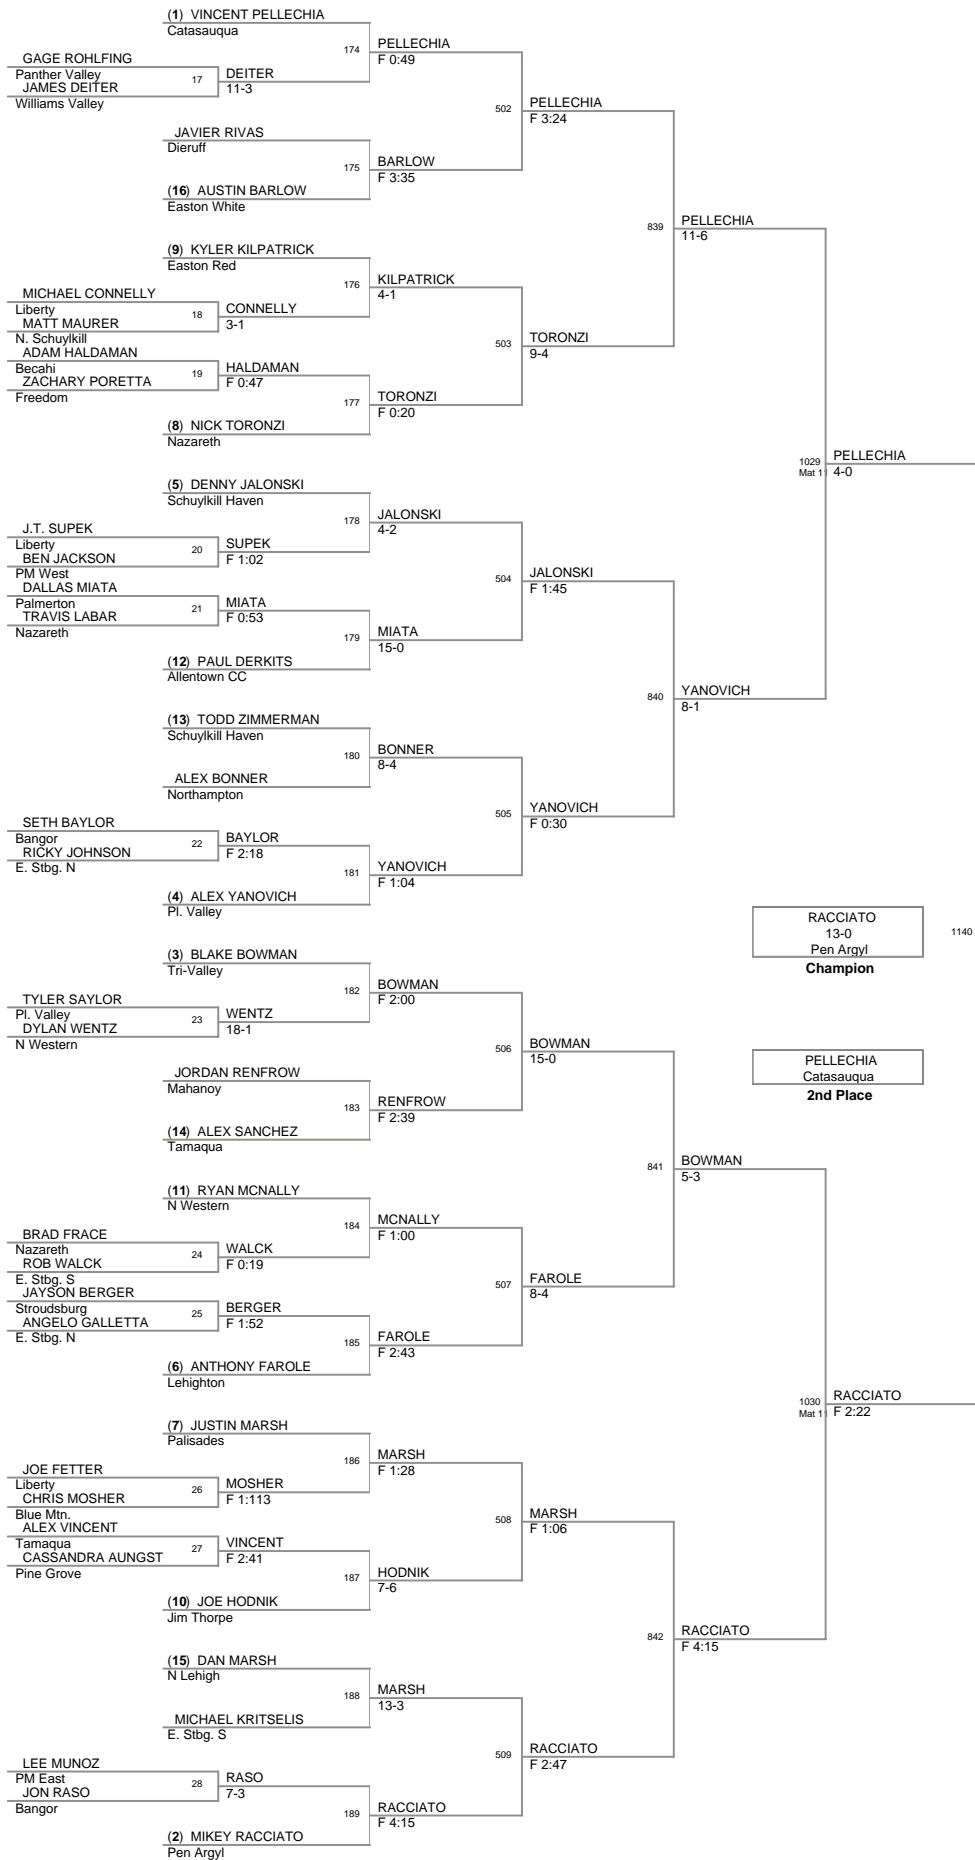 (1) VINCENT PELLECHIA
Catasauqua
174
PELLECHIA
F 0:49
GAGE ROHLFING
Panther Valley
17
DEITER
11-3
JAMES DEITER
Williams Valley
502
PELLECHIA
F 3:24
JAVIER RIVAS
Dieruff
175
BARLOW
F 3:35
(16) AUSTIN BARLOW
Easton White
839
PELLECHIA
11-6
(9) KYLER KILPATRICK
Easton Red
176
KILPATRICK
4-1
MICHAEL CONNELLY
Liberty
18
CONNELLY
3-1
MATT MAURER
N. Schuylkill
503
TORONZI
9-4
ADAM HALDAMAN
Becahi
19
HALDAMAN
F 0:47
ZACHARY PORETTA
Freedom
177
TORONZI
F 0:20
(8) NICK TORONZI
Nazareth
1029
Mat 1
PELLECHIA
4-0
(5) DENNY JALONSKI
Schuylkill Haven
178
JALONSKI
4-2
J.T. SUPEK
Liberty
20
SUPEK
F 1:02
BEN JACKSON
PM West
504
JALONSKI
F 1:45
DALLAS MIATA
Palmerton
21
MIATA
F 0:53
TRAVIS LABAR
Nazareth
179
MIATA
15-0
(12) PAUL DERKITS
Allentown CC
840
YANOVICH
8-1
(13) TODD ZIMMERMAN
Schuylkill Haven
180
BONNER
8-4
ALEX BONNER
Northampton
505
YANOVICH
F 0:30
SETH BAYLOR
Bangor
22
BAYLOR
F 2:18
RICKY JOHNSON
E. Stbg. N
181
YANOVICH
F 1:04
(4) ALEX YANOVICH
Pl. Valley
RACCIATO
13-0
Pen Argyl
Champion
1140
(3) BLAKE BOWMAN
Tri-Valley
182
BOWMAN
F 2:00
TYLER SAYLOR
Pl. Valley
23
WENTZ
18-1
DYLAN WENTZ
N Western
506
BOWMAN
15-0
PELLECHIA
Catasauqua
2nd Place
JORDAN RENFROW
Mahanoy
183
RENFROW
F 2:39
(14) ALEX SANCHEZ
Tamaqua
841
BOWMAN
5-3
(11) RYAN MCNALLY
N Western
184
MCNALLY
F 1:00
BRAD FRACE
Nazareth
24
WALCK
F 0:19
ROB WALCK
E. Stbg. S
507
FAROLE
8-4
JAYSON BERGER
Stroudsburg
25
BERGER
F 1:52
ANGELO GALLETTA
E. Stbg. N
185
FAROLE
F 2:43
(6) ANTHONY FAROLE
Lehighton
1030
Mat 1
RACCIATO
F 2:22
(7) JUSTIN MARSH
Palisades
186
MARSH
F 1:28
JOE FETTER
Liberty
26
MOSHER
F 1:113
CHRIS MOSHER
Blue Mtn.
508
MARSH
F 1:06
ALEX VINCENT
Tamaqua
27
VINCENT
F 2:41
CASSANDRA AUNGST
Pine Grove
187
HODNIK
7-6
(10) JOE HODNIK
Jim Thorpe
842
RACCIATO
F 4:15
(15) DAN MARSH
N Lehigh
188
MARSH
13-3
MICHAEL KRITSELIS
E. Stbg. S
509
RACCIATO
F 2:47
LEE MUNOZ
PM East
28
RASO
7-3
JON RASO
Bangor
189
RACCIATO
F 4:15
(2) MIKEY RACCIATO
Pen Argyl